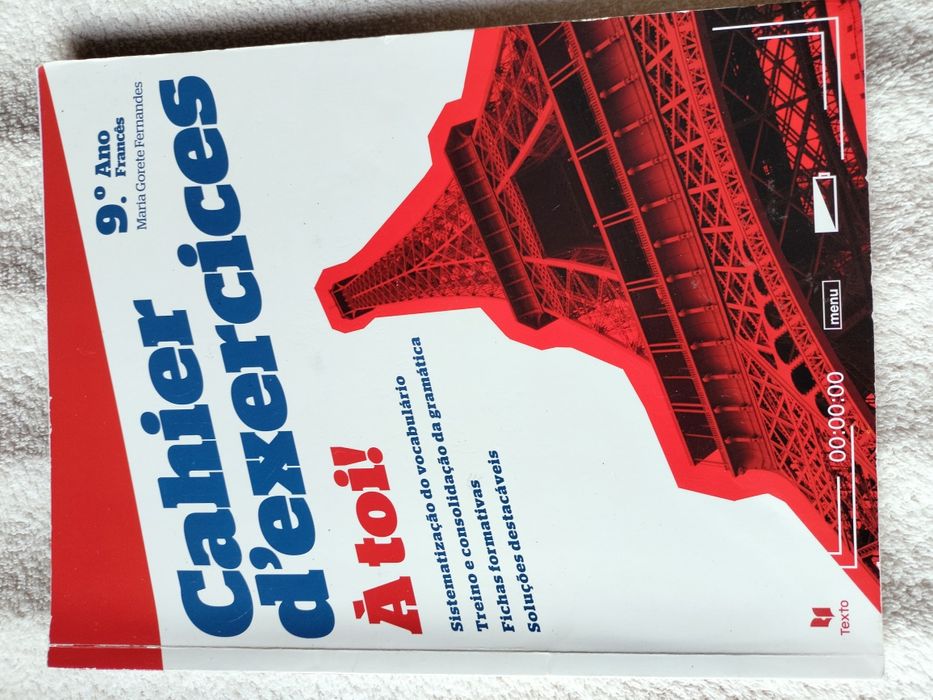 9.º Ano
Francês
Maria Gorete Fernandes
Cahier
d'exercices
À toi!
Sistematização do vocabulário
Treino e consolidação da gramática
Fichas formativas
Soluções destacáveis
00:00:00
menu
Texto